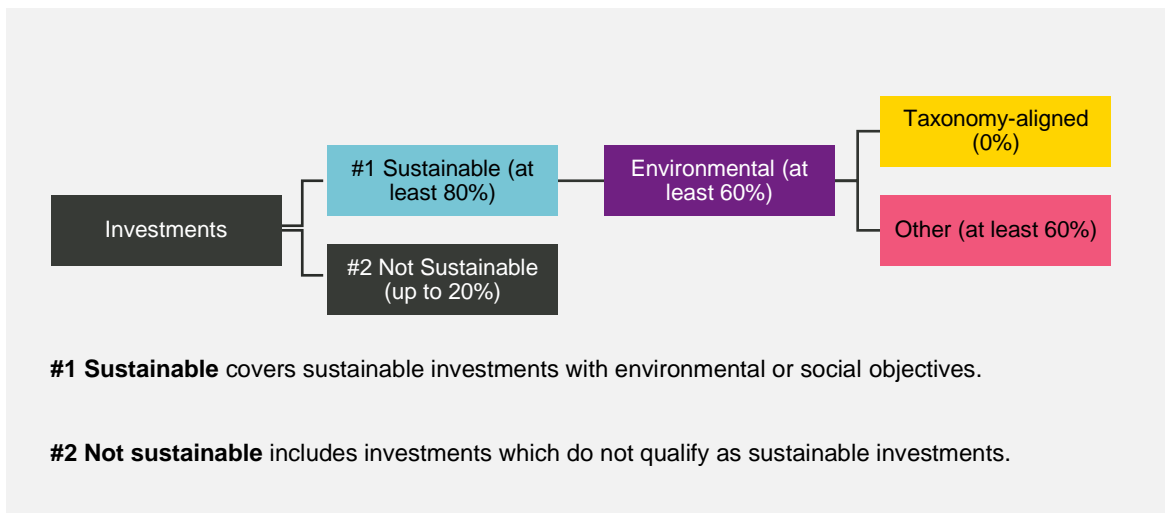 Taxonomy-aligned
(0%)
#1 Sustainable (at
least 80%)
Environmental (at
least 60%)
Investments
Other (at least 60%)
#2 Not Sustainable
(up to 20%)
#1 Sustainable covers sustainable investments with environmental or social objectives.
#2 Not sustainable includes investments which do not qualify as sustainable investments.